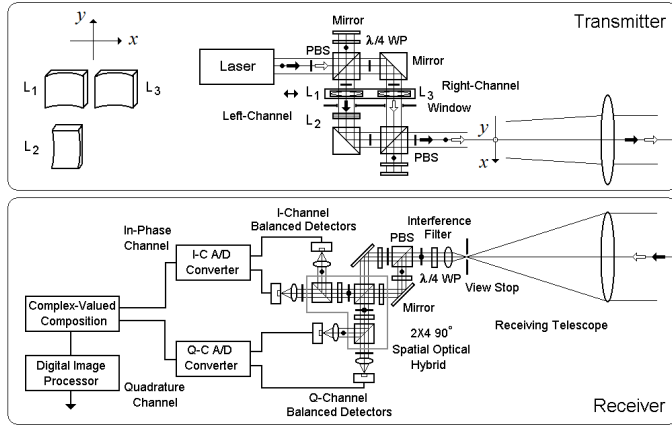 y
x
L1
L3
L2
Transmitter
Mirror
λ/4 WP
PBS
Mirror
Laser
Right-Channel
L1
L3
Window
Left-Channel
L2
PBS
y
x
I-Channel
Balanced Detectors
Interference
Filter
PBS
In-Phase
Channel
I-C A/D
Converter
λ/4 WP
View Stop
Mirror
Complex-Valued
Composition
Receiving Telescope
2X4 90°
Spatial Optical
Hybrid
Q-C A/D
Converter
Digital Image
Processor
Quadrature
Channel
Q-Channel
Balanced Detectors
Receiver